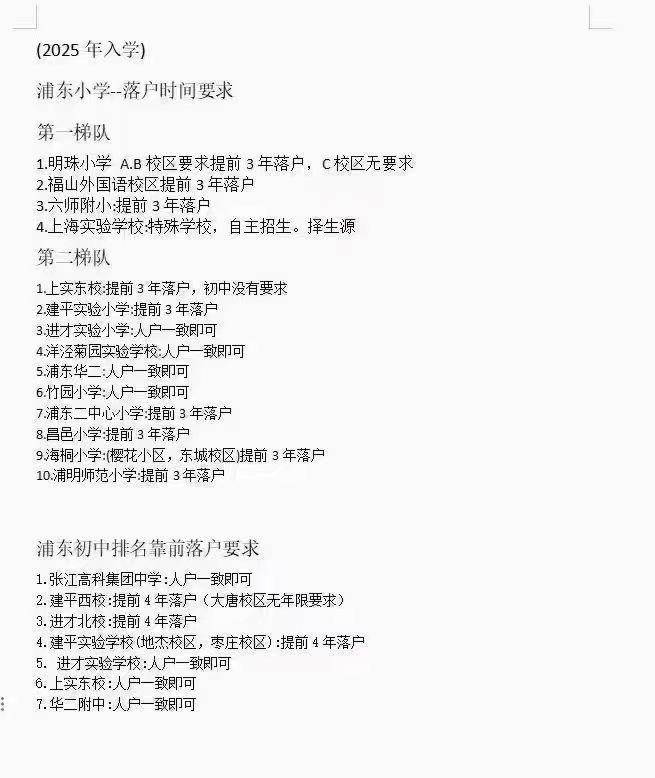 (2025 年入学)
浦东小学--落户时间要求
第一梯队
1.明珠小学 A.B 校区要求提前 3 年落户，C 校区无要求
2.福山外国语校区提前 3 年落户
3.六师附小:提前 3 年落户
4.上海实验学校:特殊学校，自主招生。择生源
第二梯队
1.上实东校:提前 3 年落户，初中没有要求
2.建平实验小学:提前 3 年落户
3.进才实验小学:人户一致即可
4.洋泾菊园实验学校:人户一致即可
5.浦东华二:人户一致即可
6.竹园小学:人户一致即可
7.浦东二中心小学:提前 3 年落户
8.昌邑小学:提前 3 年落户
9.海桐小学:(樱花小区，东城校区)提前 3 年落户
10.浦明师范小学:提前 3 年落户
浦东初中排名靠前落户要求
1.张江高科集团中学:人户一致即可
2.建平西校:提前 4 年落户（大唐校区无年限要求）
3.进才北校:提前 4 年落户
4.建平实验学校(地杰校区，枣庄校区):提前 4 年落户
5. 进才实验学校:人户一致即可
6.上实东校:人户一致即可
7.华二附中:人户一致即可